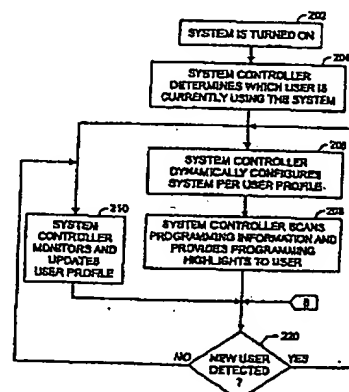 202
SYSTEM IS TURNED ON
204
SYSTEM CONTROLLER
DETERMINES WHICH USER IS
CURRENTLY USING THE SYSTEM
206
SYSTEM CONTROLLER
DYNAMICALLY CONFIGURES
SYSTEM PER USER PROFILE
210
SYSTEM
CONTROLLER
MONITORS AND
UPDATES
USER PROFILE
208
SYSTEM CONTROLLER SCANS
PROGRAMMING INFORMATION AND
PROVIDES PROGRAMMING
HIGHLIGHTS TO USER
B
220
NO
NEW USER
DETECTED
?
YES